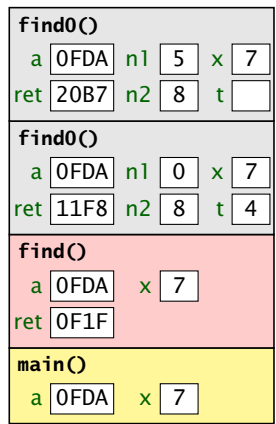 find0()
a 0FDA n1 5 x 7
ret 20B7 n2 8 t
find0()
a 0FDA n1 0 x 7
ret 11F8 n2 8 t 4
find()
a 0FDA x 7
ret 0F1F
main()
a 0FDA x 7